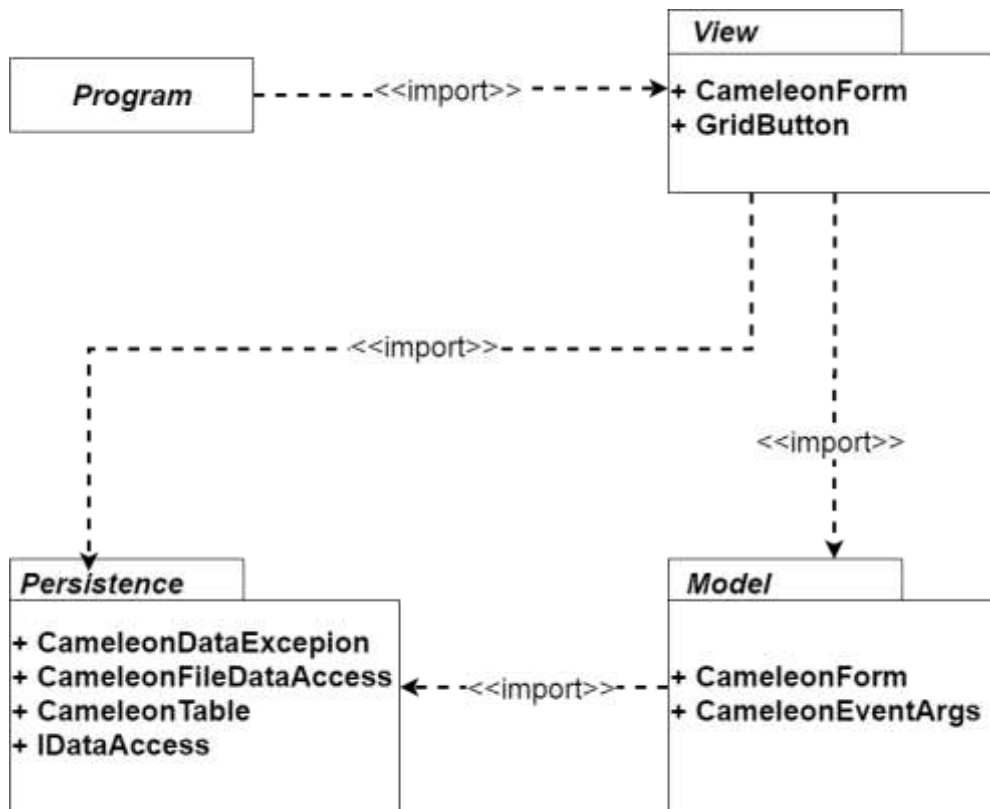 Program
<<import>>
View
+ CameleonForm
+ GridButton
<<import>>
<<import>>
Persistence
+ CameleonDataExcepion
+ CameleonFileDataAccess
+ CameleonTable
+ IDataAccess
<<import>>
Model
+ CameleonForm
+ CameleonEventArgs